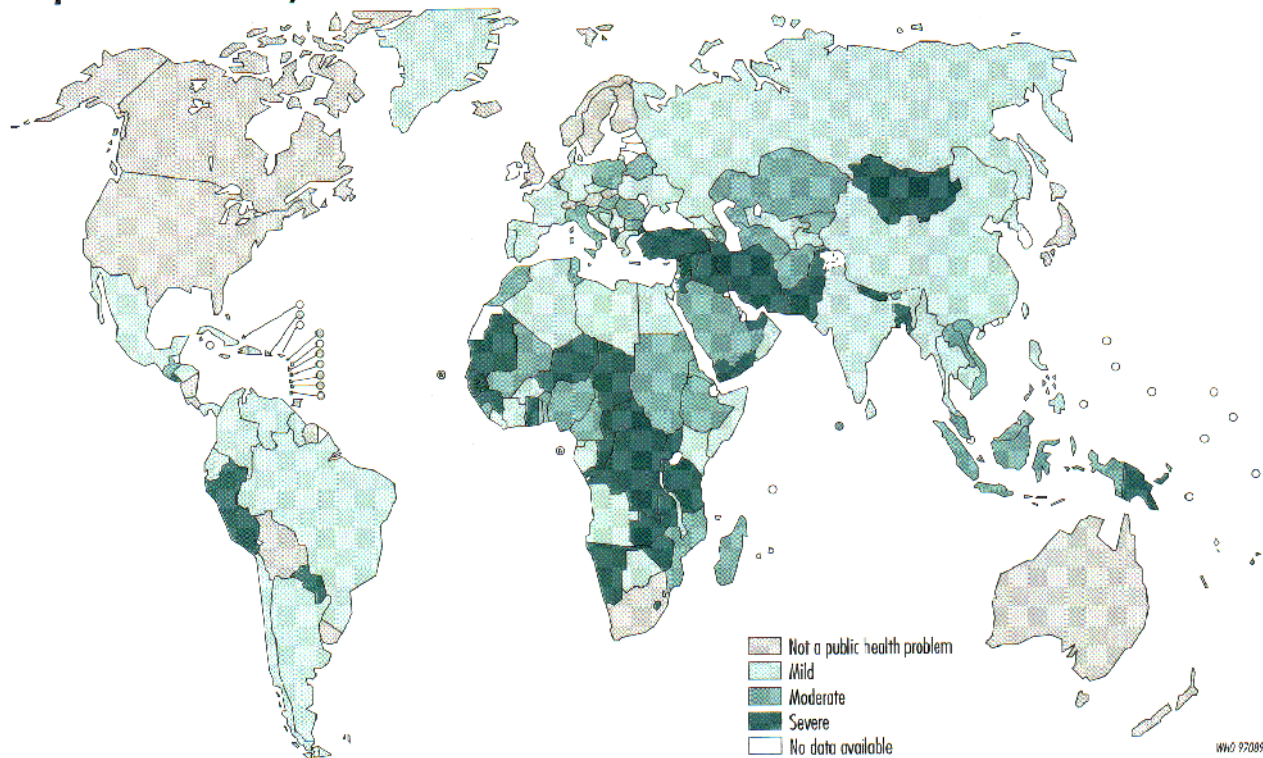 Not a public health problem
Mild
Moderate
Severe
No data available
WHO 97089